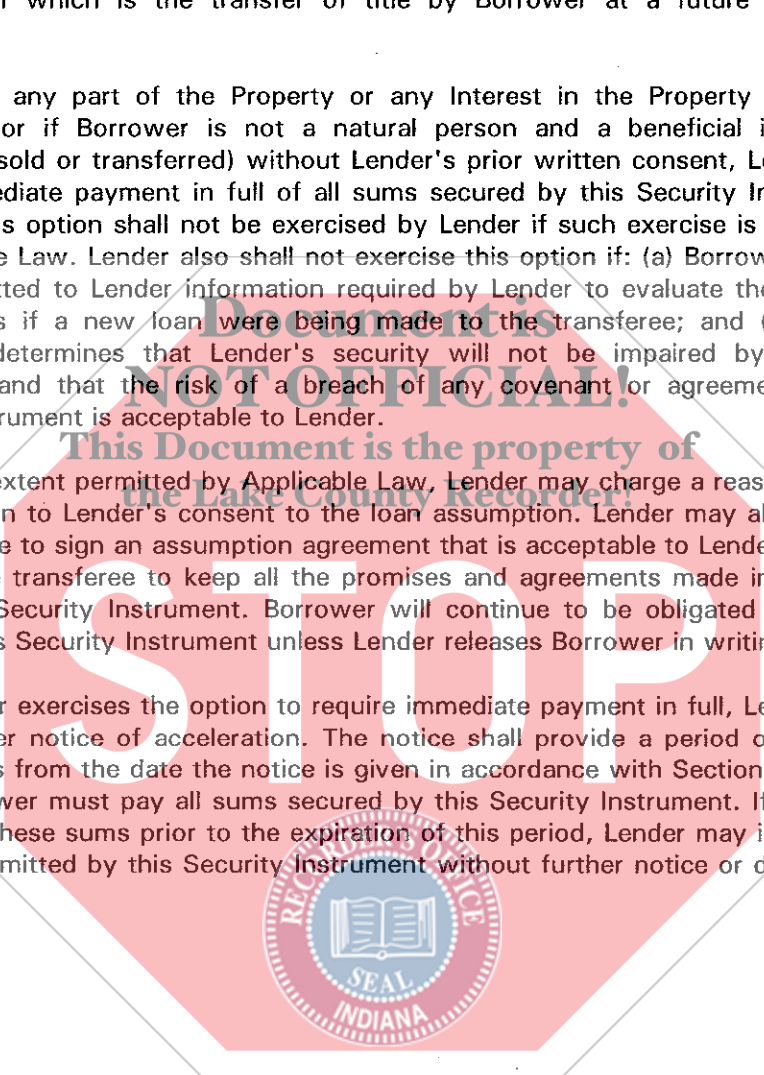 which is the transfer of title by Borrower at a future
any part of the Property or any Interest in the Property
or if Borrower is not a natural person and a beneficial i
sold or transferred) without Lender's prior written consent, Le
ediate payment in full of all sums secured by this Security In
s option shall not be exercised by Lender if such exercise is
e Law. Lender also shall not exercise this option if: (a) Borrow
tted to Lender information required by Lender to evaluate the
s if a new loan were being made to the transferee; and (
Document is
determines that Lender's security will not be impaired by
and that the risk of a breach of any covenant or agreeme
NOT OFFICIAL!
rument is acceptable to Lender.
This Document is the property of
extent permitted by Applicable Law, Lender may charge a reas
the Lake County Recorder!
n to Lender's consent to the loan assumption. Lender may al
e to sign an assumption agreement that is acceptable to Lende
transferee to keep all the promises and agreements made in
Security Instrument. Borrower will continue to be obligated
s Security Instrument unless Lender releases Borrower in writin
STOP
r exercises the option to require immediate payment in full, Le
er notice of acceleration. The notice shall provide a period o
s from the date the notice is given in accordance with Section
wer must pay all sums secured by this Security Instrument. If
hese sums prior to the expiration of this period, Lender may i
mitted by this Security Instrument without further notice or d
RECORDER'S OFFICE
SEAL
INDIANA